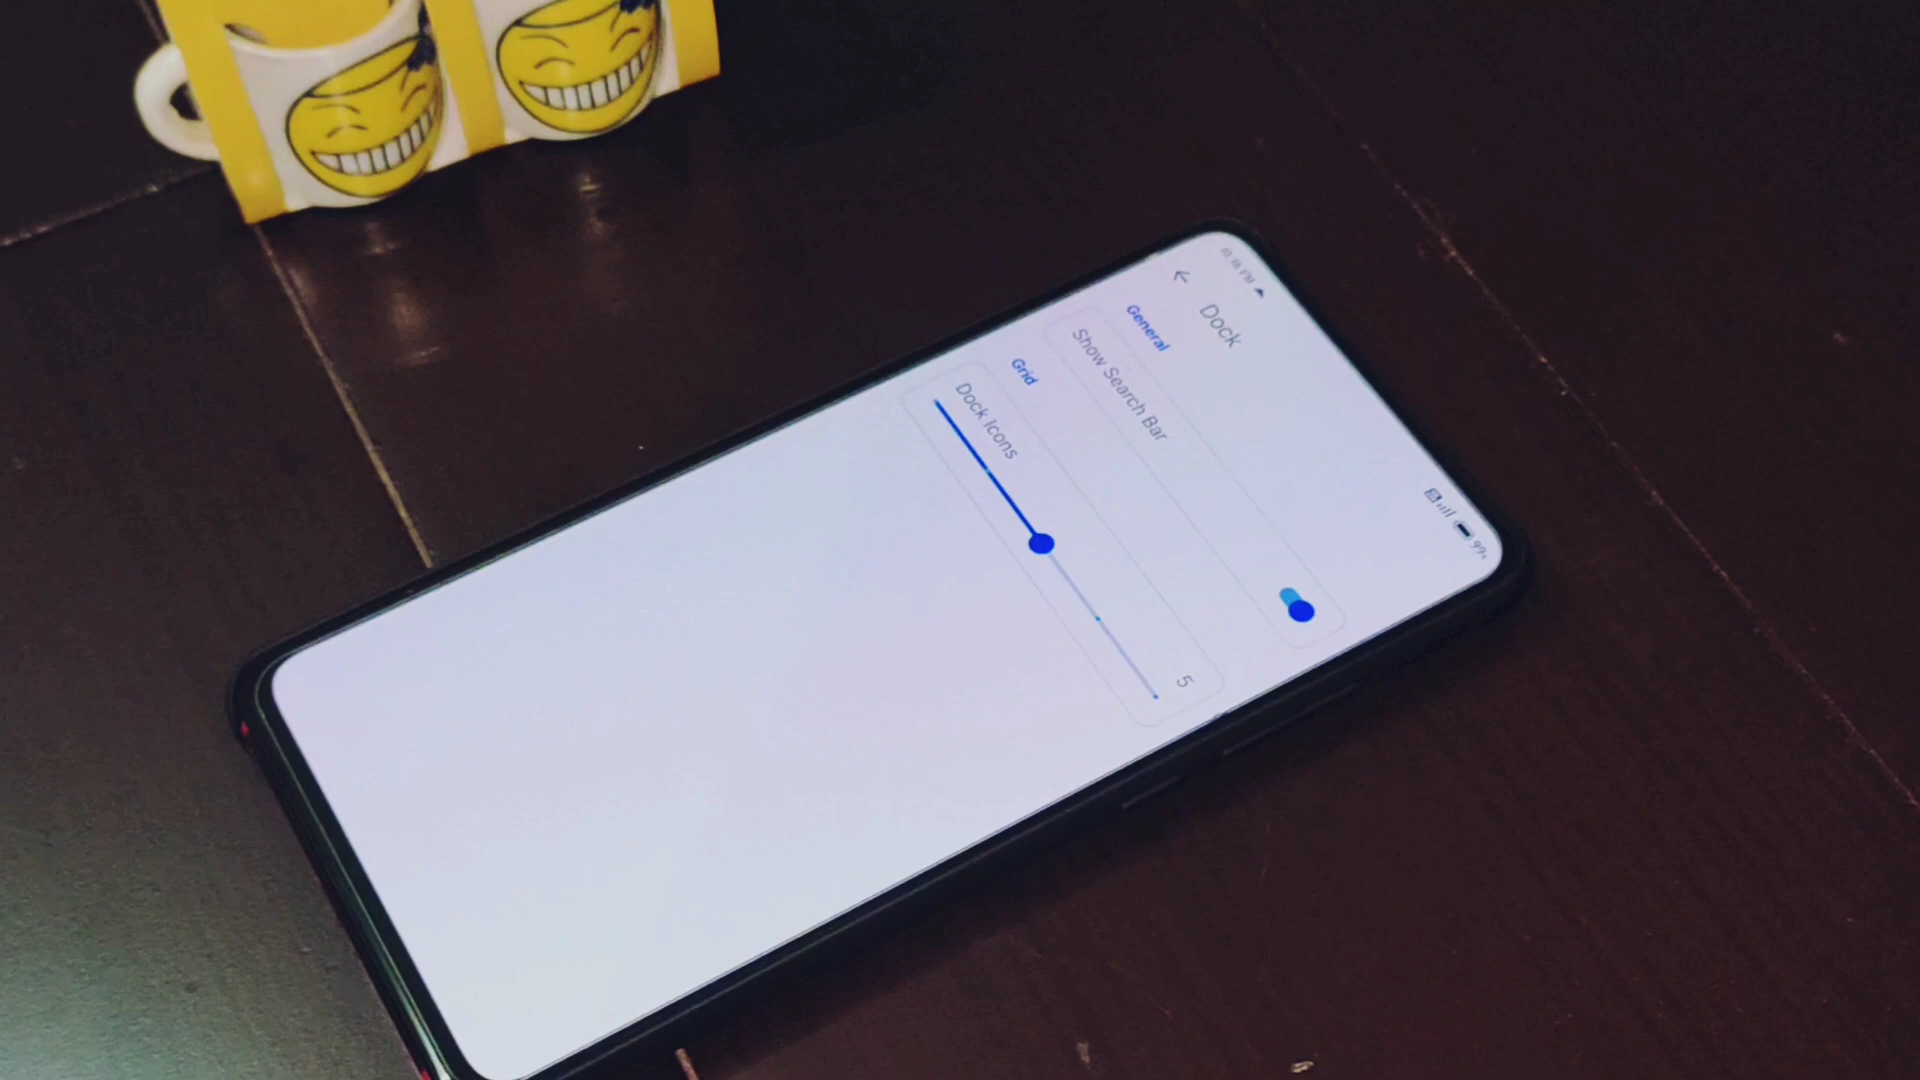 Dock
General
Show Search Bar
Grid
Dock Icons
5